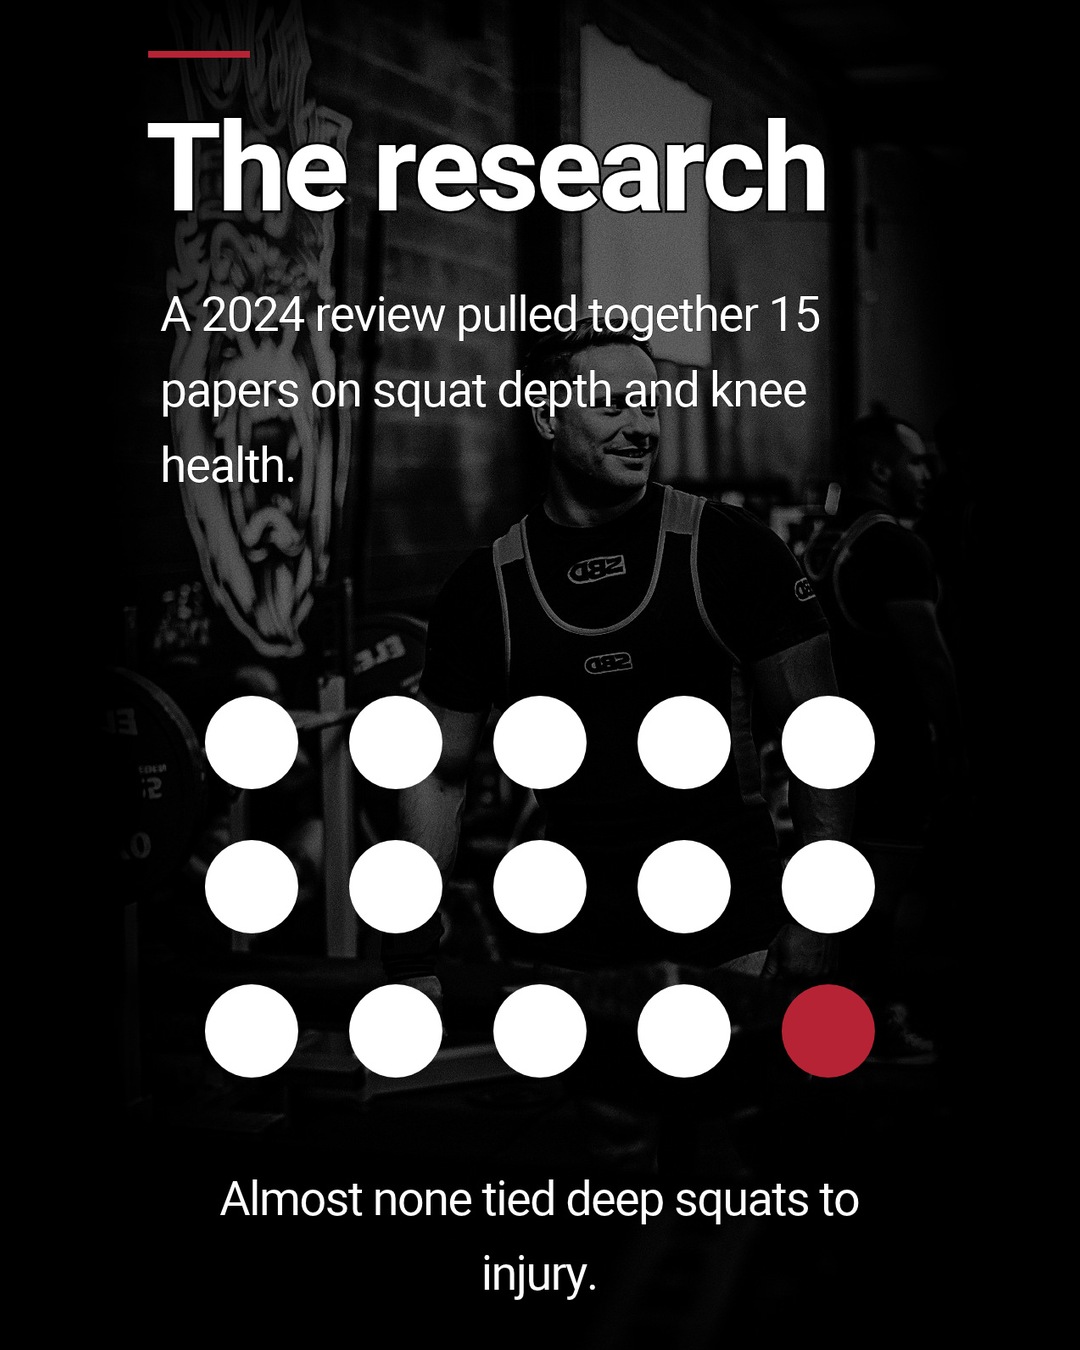 The research
A 2024 review pulled together 15
papers on squat depth and knee
health.
Almost none tied deep squats to
injury.